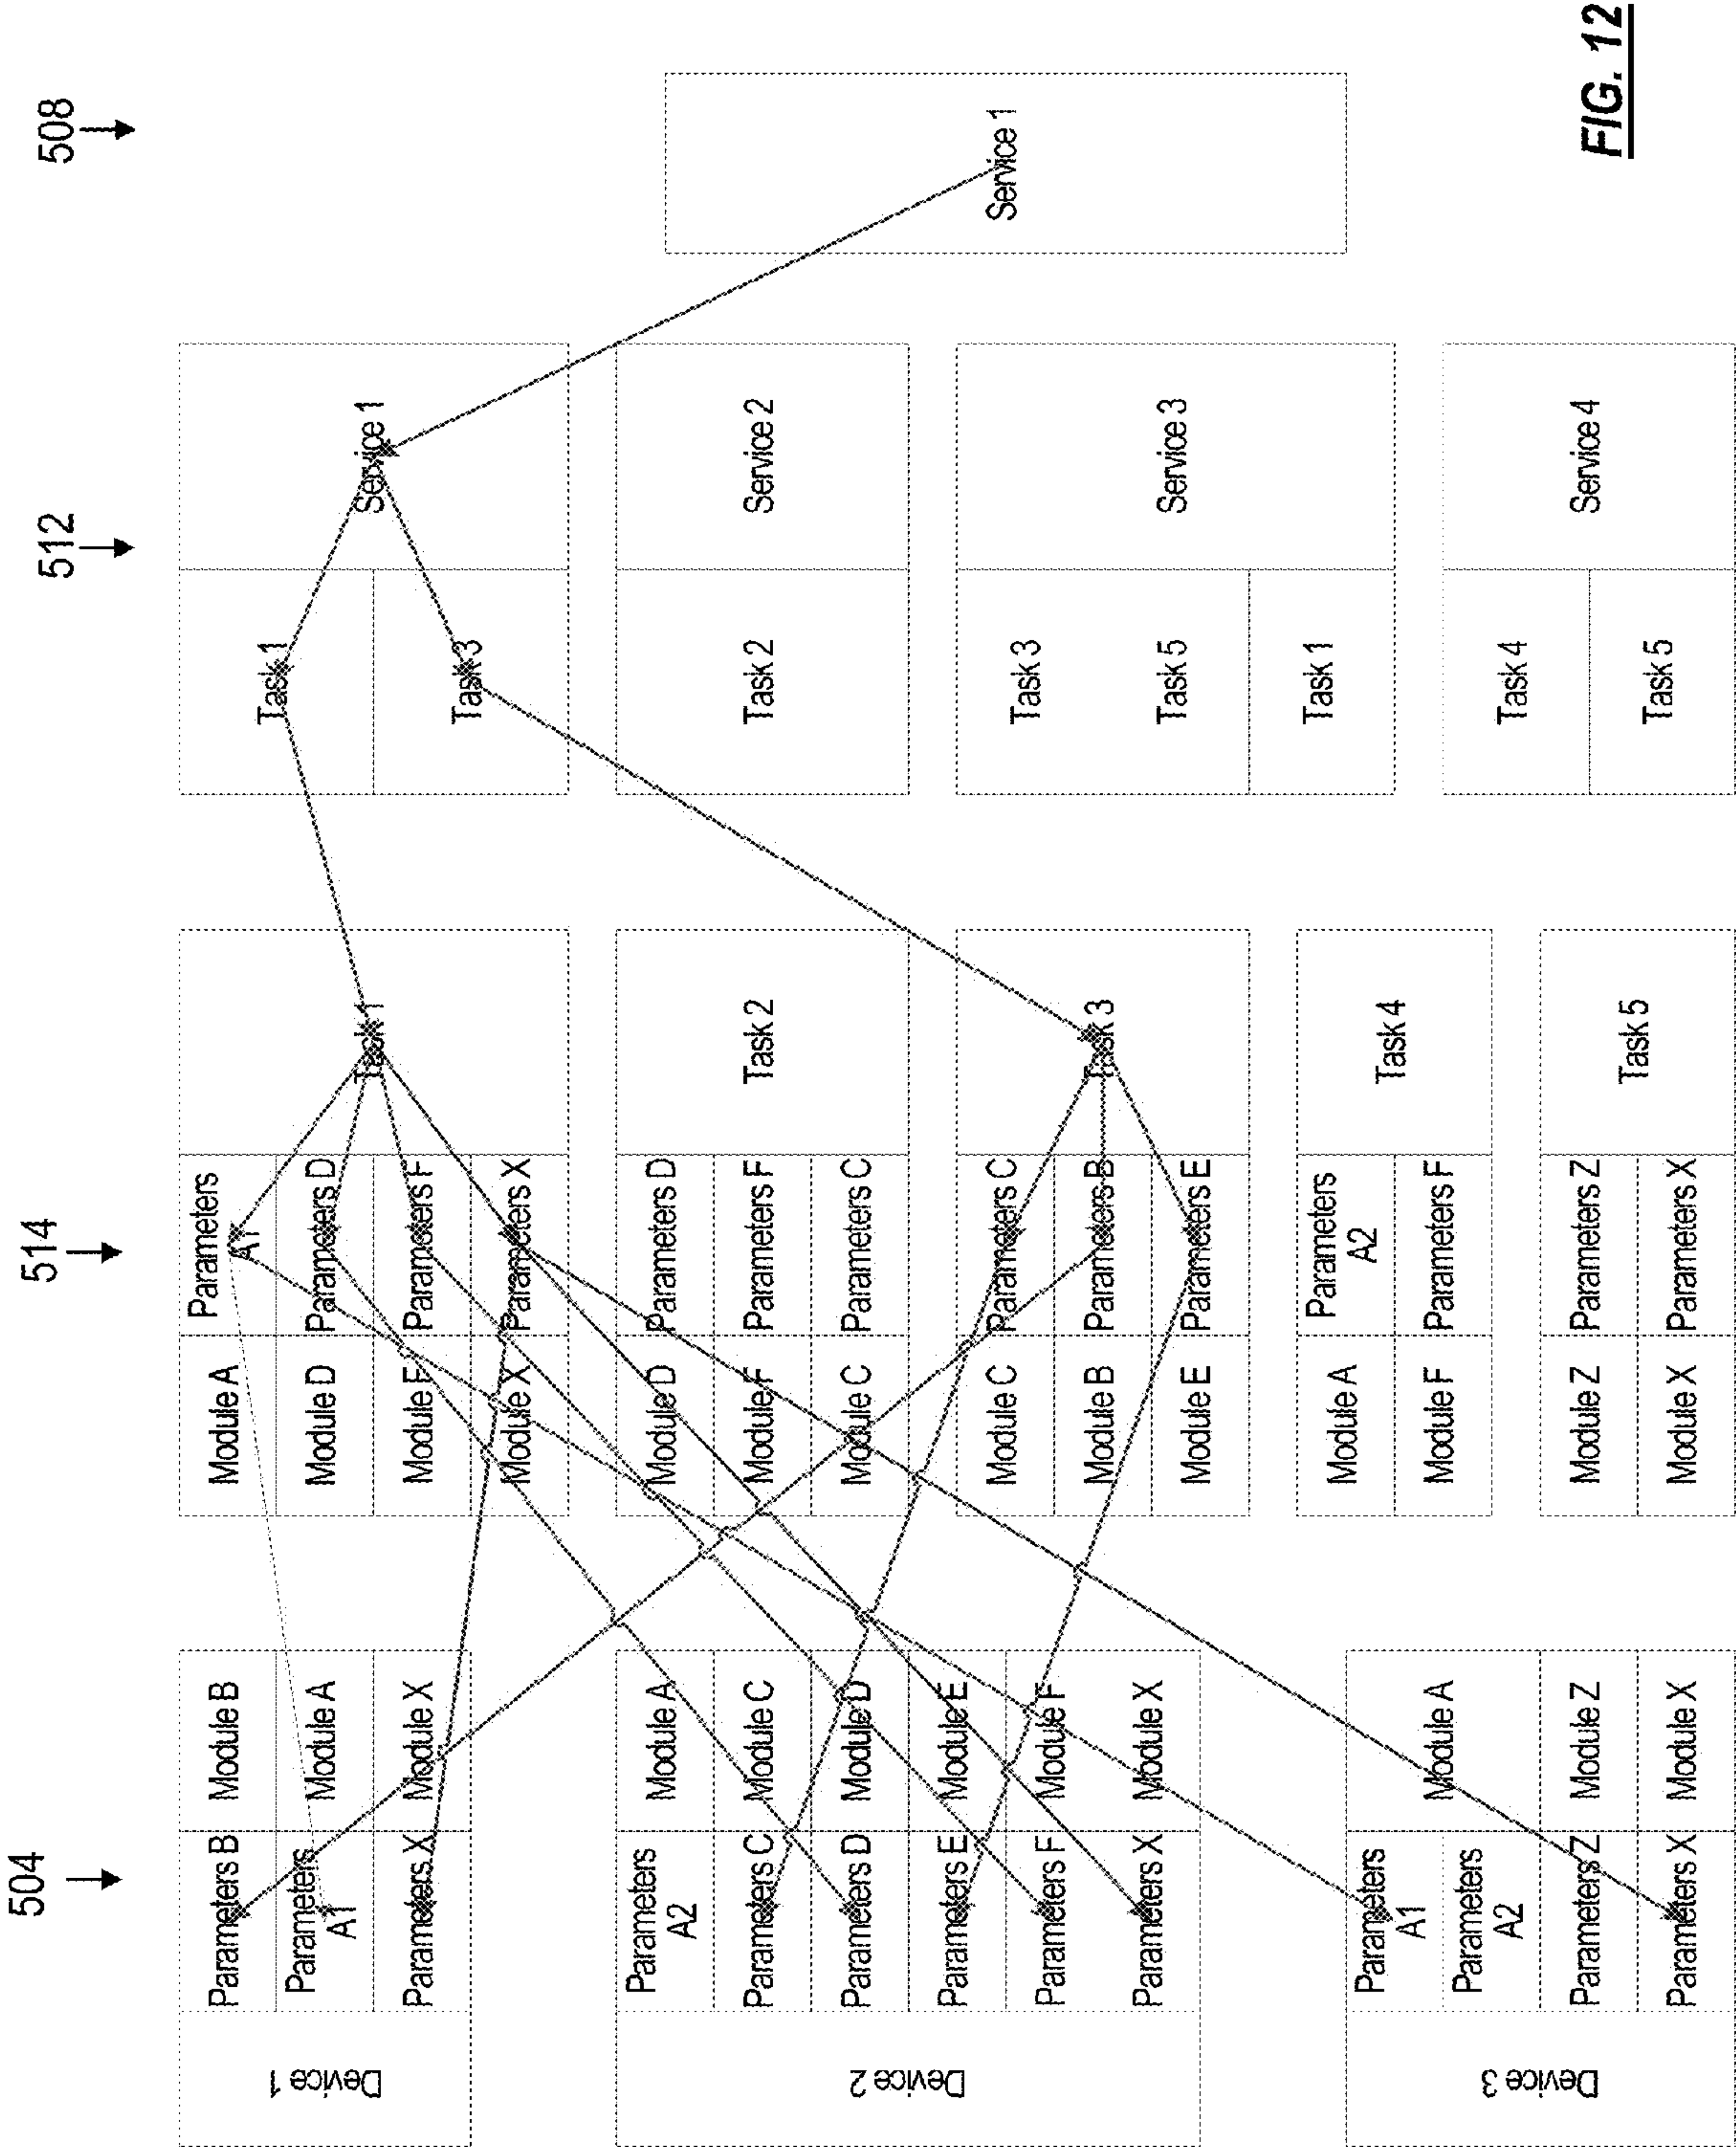 504
514
512
508
Device 1
Parameters B
Module B
Parameters
A1
Module A
Parameters X
Module X
Device 2
Parameters
A2
Module A
Parameters C
Module C
Parameters D
Module D
Parameters E
Module E
Parameters F
Module F
Parameters X
Module X
Device 3
Parameters
A1
Module A
Parameters
A2
Parameters Z
Module Z
Parameters X
Module X
Module A
Parameters
A1
Task 1
Module D
Parameters D
Module F
Parameters F
Module X
Parameters X
Module D
Parameters D
Task 2
Module F
Parameters F
Module C
Parameters C
Module C
Parameters C
Task 3
Module B
Parameters B
Module E
Parameters E
Module A
Parameters
A2
Task 4
Module F
Parameters F
Module Z
Parameters Z
Task 5
Module X
Parameters X
Task 1
Service 1
Task 3
Task 2
Service 2
Task 3
Task 5
Service 3
Task 1
Task 4
Service 4
Task 5
Service 1
FIG. 12